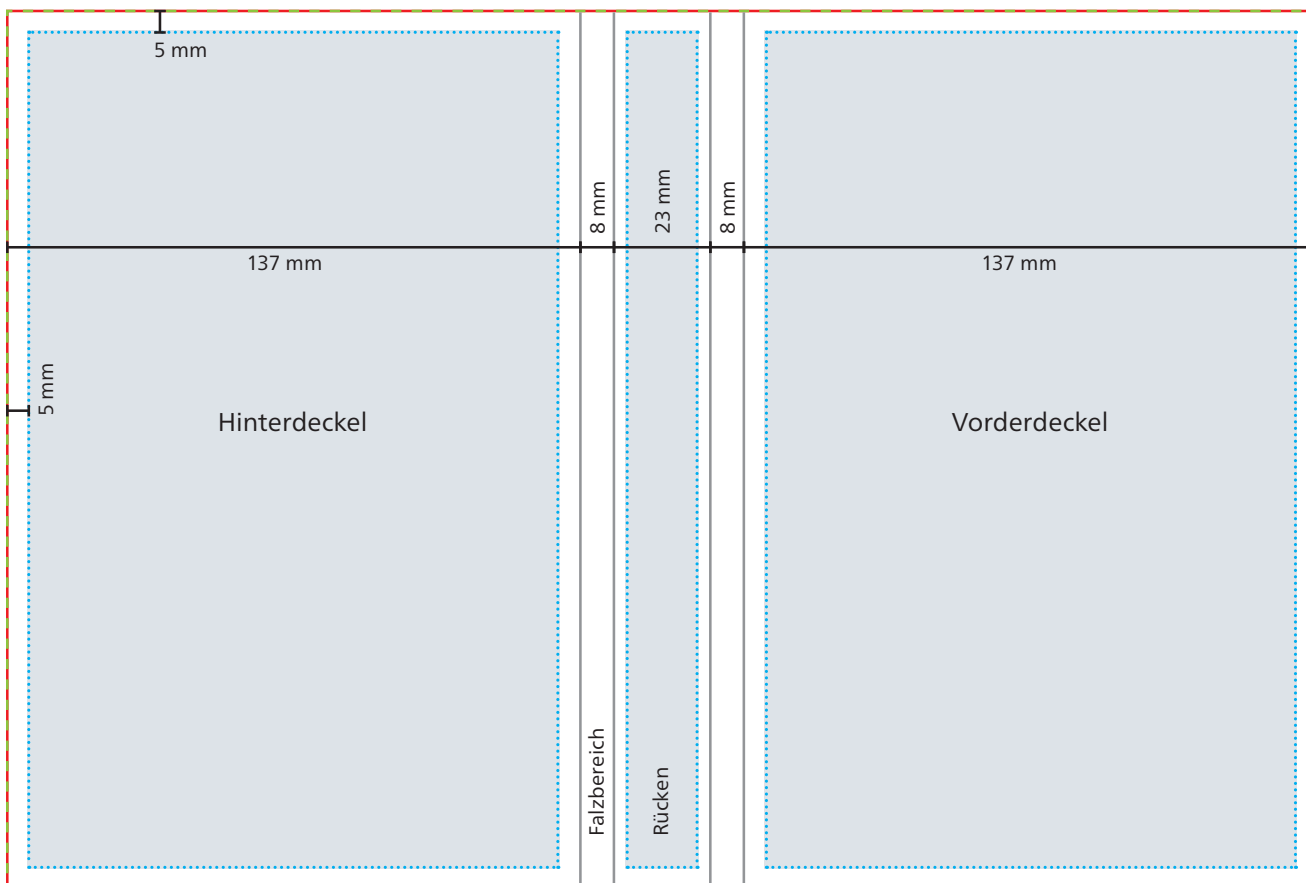 5 mm
8 mm
23 mm
8 mm
137 mm
137 mm
5 mm
Hinterdeckel
Vorderdeckel
Falzbereich
Rücken